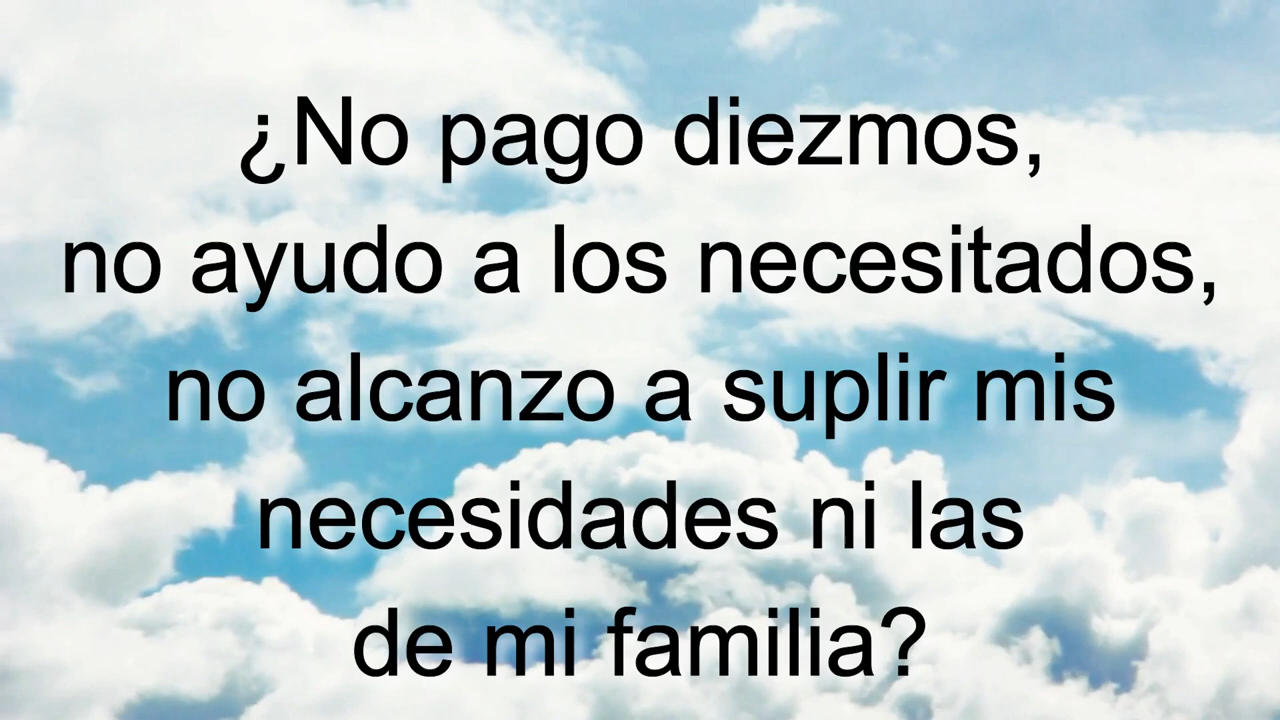 ¿No pago diezmos,
no ayudo a los necesitados,
no alcanzo a suplir mis
necesidades ni las
de mi familia?